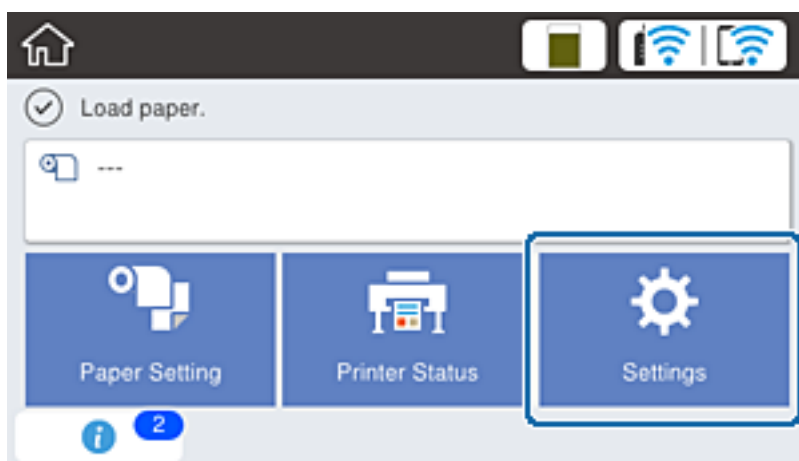 Load paper.
---
Paper Setting
Printer Status
Settings
i 2